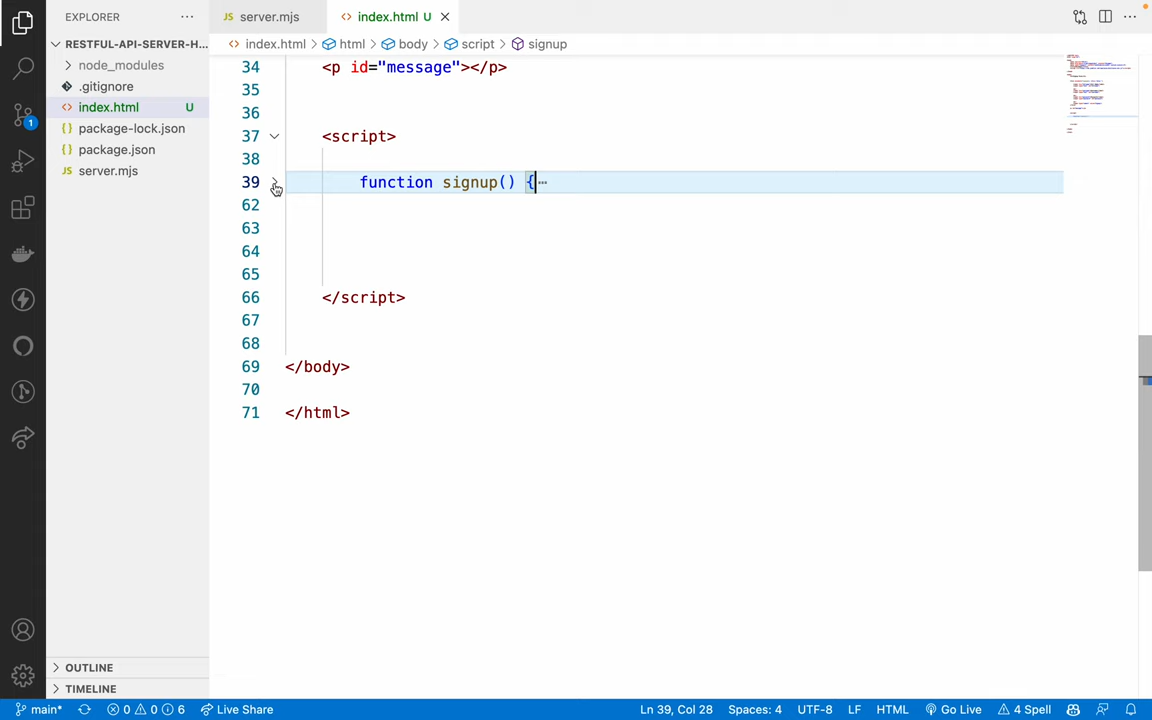 EXPLORER
RESTFUL-API-SERVER-H...
node_modules
.gitignore
index.html U
package-lock.json
package.json
server.mjs
OUTLINE
TIMELINE
1
JS server.mjs
index.html U
index.html > html > body > script > signup
34 <p id="message"></p>
35
36
37 <script>
38
39 function signup() {⋯
62
63
64
65
66 </script>
67
68
69 </body>
70
71 </html>
main* 0 0 6 Live Share Ln 39, Col 28 Spaces: 4 UTF-8 LF HTML Go Live 4 Spell